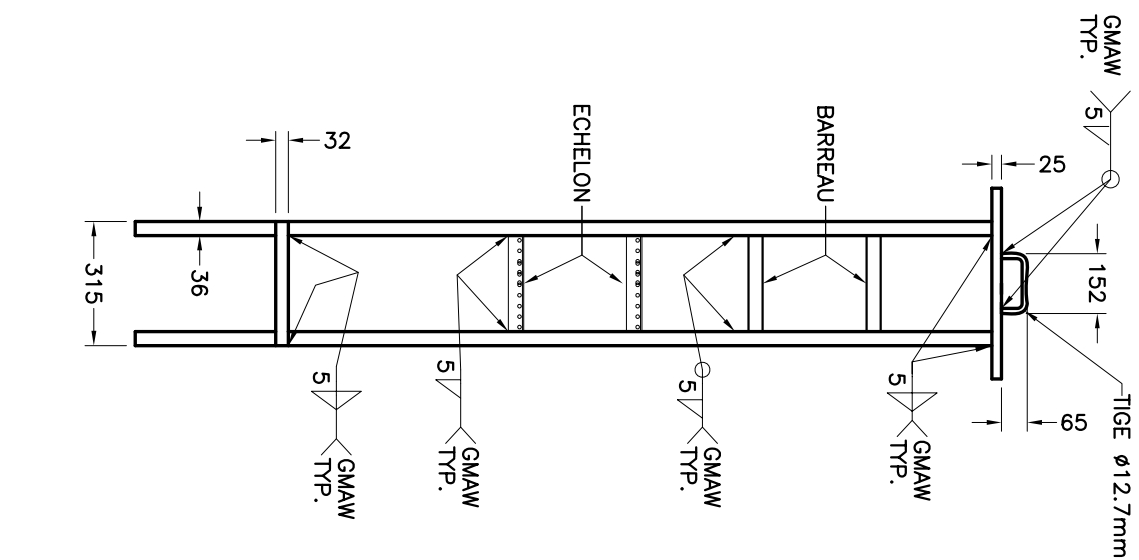 GMAW
TYP.
5
32
ECHELON
BARREAU
25
152
315
36
65
TIGE ø12.7mm
5
GMAW
TYP.
5
GMAW
TYP.
5
GMAW
TYP.
5
GMAW
TYP.